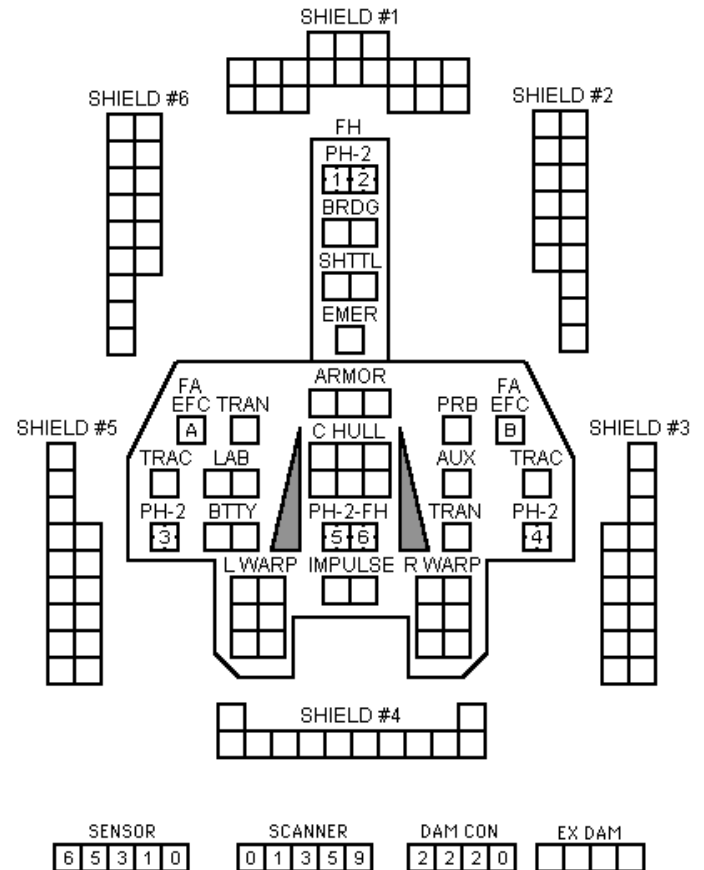 SHIELD #1
SHIELD #6
SHIELD #2
FH
PH-2
1 2
BRDG
SHTTL
EMER
ARMOR
FA
EFC TRAN
A
PRB
FA
EFC
B
SHIELD #5
C HULL
SHIELD #3
TRAC LAB
AUX TRAC
PH-2 BTTY
3
PH-2-FH
5 6
TRAN PH-2
4
L WARP IMPULSE R WARP
SHIELD #4
SENSOR SCANNER DAM CON EX DAM
6 5 3 1 0 0 1 3 5 9 2 2 2 0